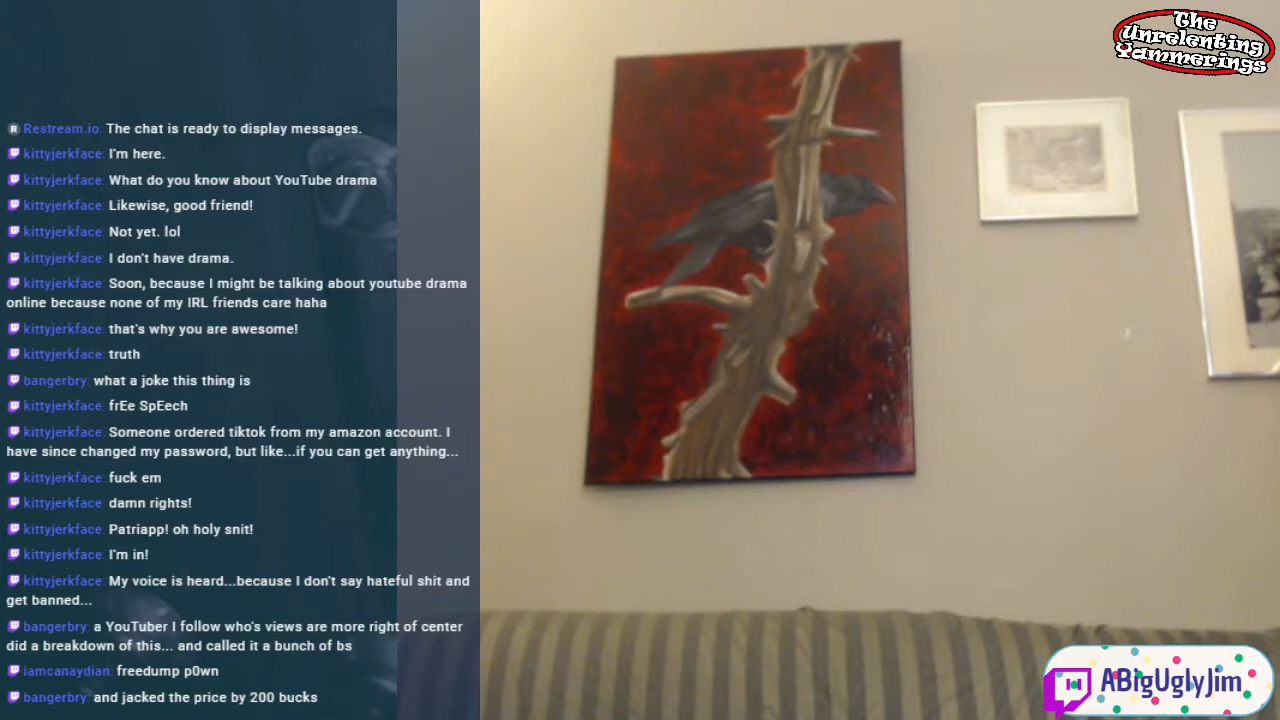 The
Unrelenting
Yammerings
Restream.io: The chat is ready to display messages.
kittyjerkface: I'm here.
kittyjerkface: What do you know about YouTube drama
kittyjerkface: Likewise, good friend!
kittyjerkface: Not yet. lol
kittyjerkface: I don't have drama.
kittyjerkface: Soon, because I might be talking about youtube drama
online because none of my IRL friends care haha
kittyjerkface: that's why you are awesome!
kittyjerkface: truth
bangerbry: what a joke this thing is
kittyjerkface: frEe SpEech
kittyjerkface: Someone ordered tiktok from my amazon account. I
have since changed my password, but like...if you can get anything...
kittyjerkface: fuck em
kittyjerkface: damn rights!
kittyjerkface: Patriapp! oh holy snit!
kittyjerkface: I'm in!
kittyjerkface: My voice is heard...because I don't say hateful shit and
get banned...
bangerbry: a YouTuber I follow who's views are more right of center
did a breakdown of this... and called it a bunch of bs
iamcanaydian: freedump p0wn
bangerbry: and jacked the price by 200 bucks
ABigUglyJim